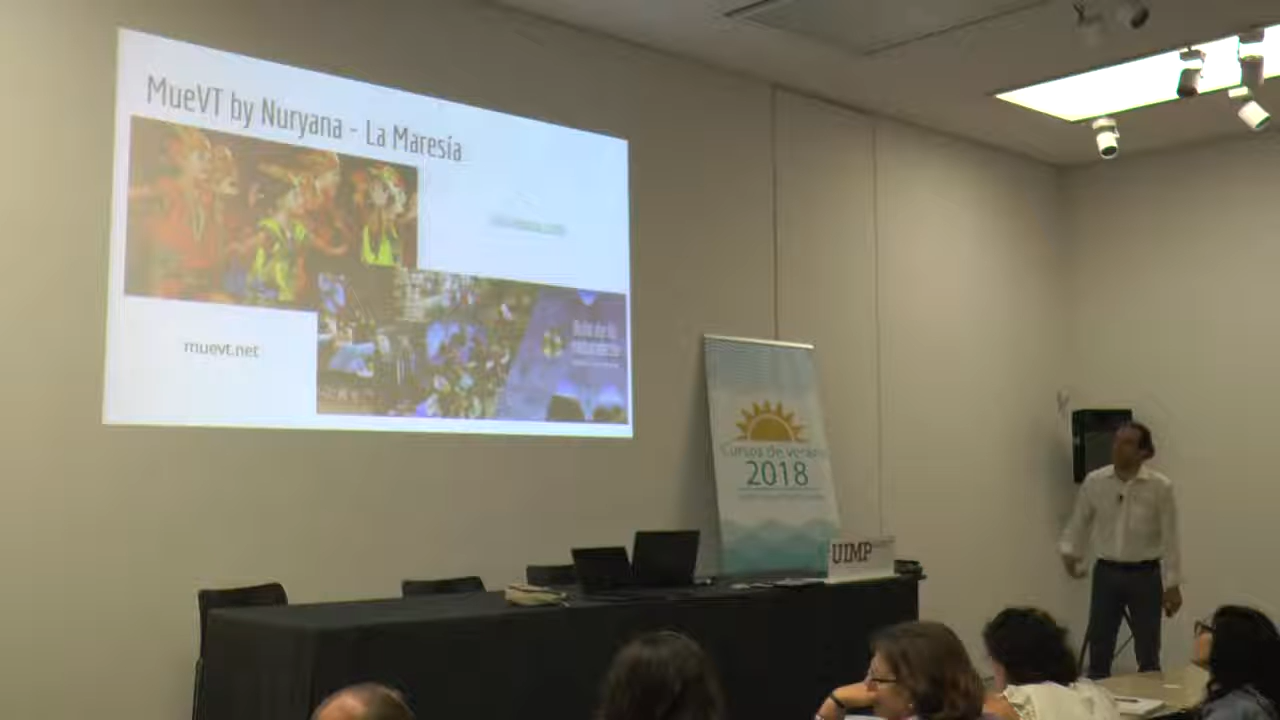 MueVT by Nuryana - La Maresía
muevt.net
Cursos de verano
2018
UIMP